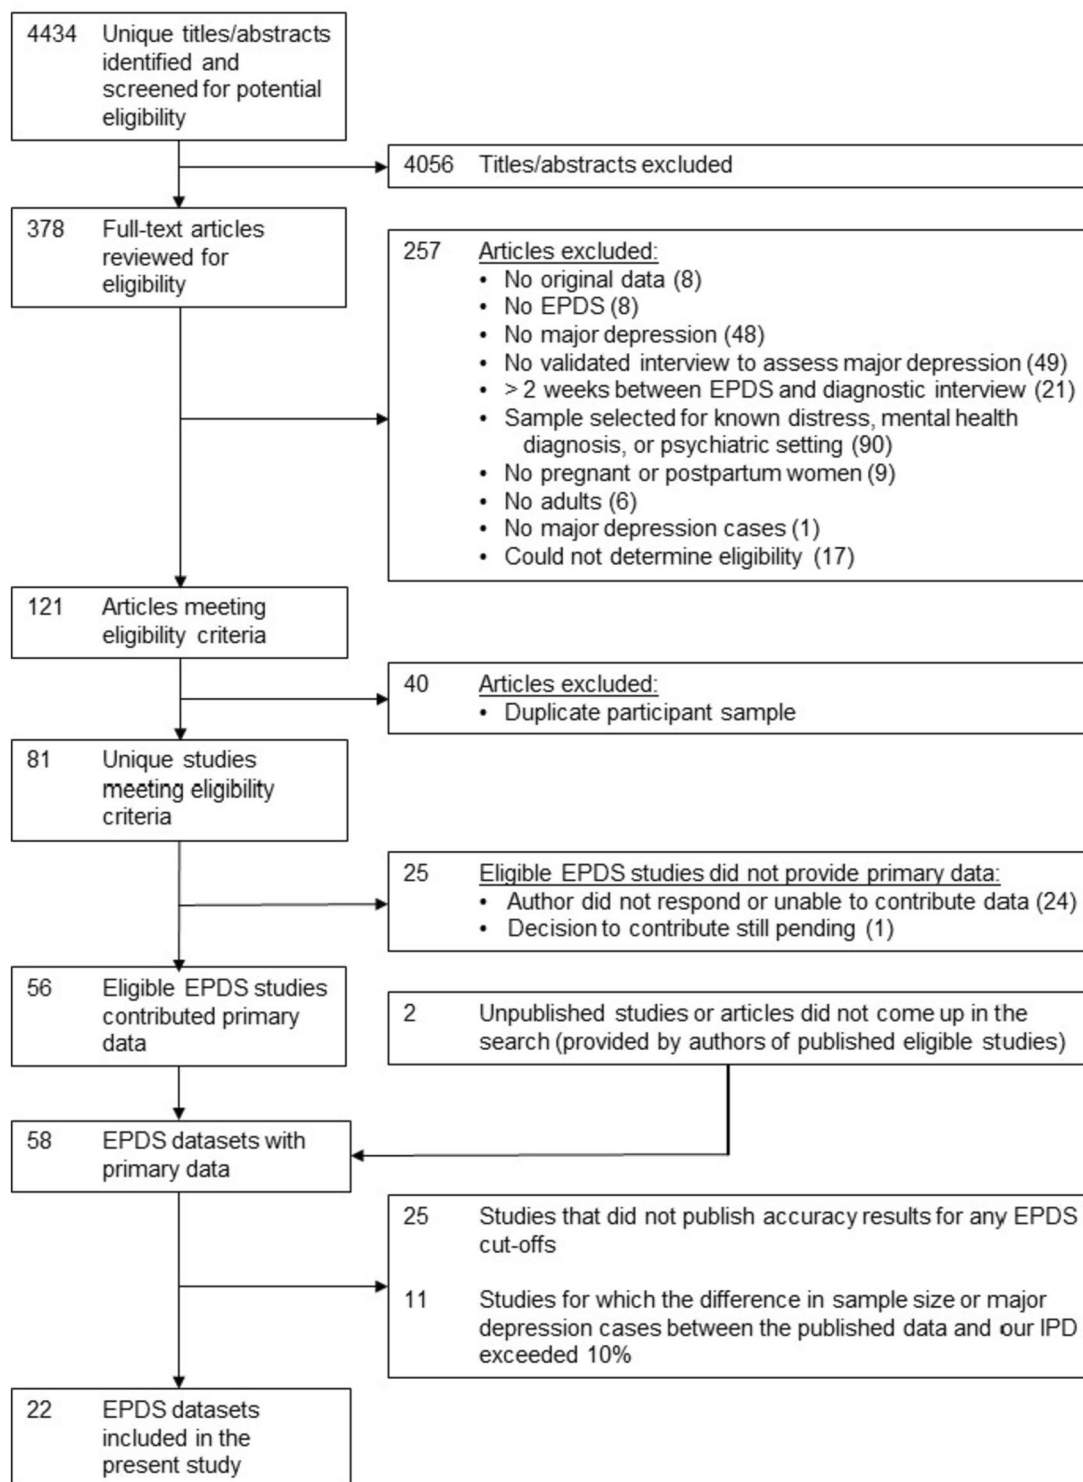 4434 Unique titles/abstracts
identified and
screened for potential
eligibility
4056 Titles/abstracts excluded
378 Full-text articles
reviewed for
eligibility
257 Articles excluded:
• No original data (8)
• No EPDS (8)
• No major depression (48)
• No validated interview to assess major depression (49)
• > 2 weeks between EPDS and diagnostic interview (21)
• Sample selected for known distress, mental health
diagnosis, or psychiatric setting (90)
• No pregnant or postpartum women (9)
• No adults (6)
• No major depression cases (1)
• Could not determine eligibility (17)
121 Articles meeting
eligibility criteria
40 Articles excluded:
• Duplicate participant sample
81 Unique studies
meeting eligibility
criteria
25 Eligible EPDS studies did not provide primary data:
• Author did not respond or unable to contribute data (24)
• Decision to contribute still pending (1)
56 Eligible EPDS studies
contributed primary
data
2 Unpublished studies or articles did not come up in the
search (provided by authors of published eligible studies)
58 EPDS datasets with
primary data
25 Studies that did not publish accuracy results for any EPDS
cut-offs
11 Studies for which the difference in sample size or major
depression cases between the published data and our IPD
exceeded 10%
22 EPDS datasets
included in the
present study